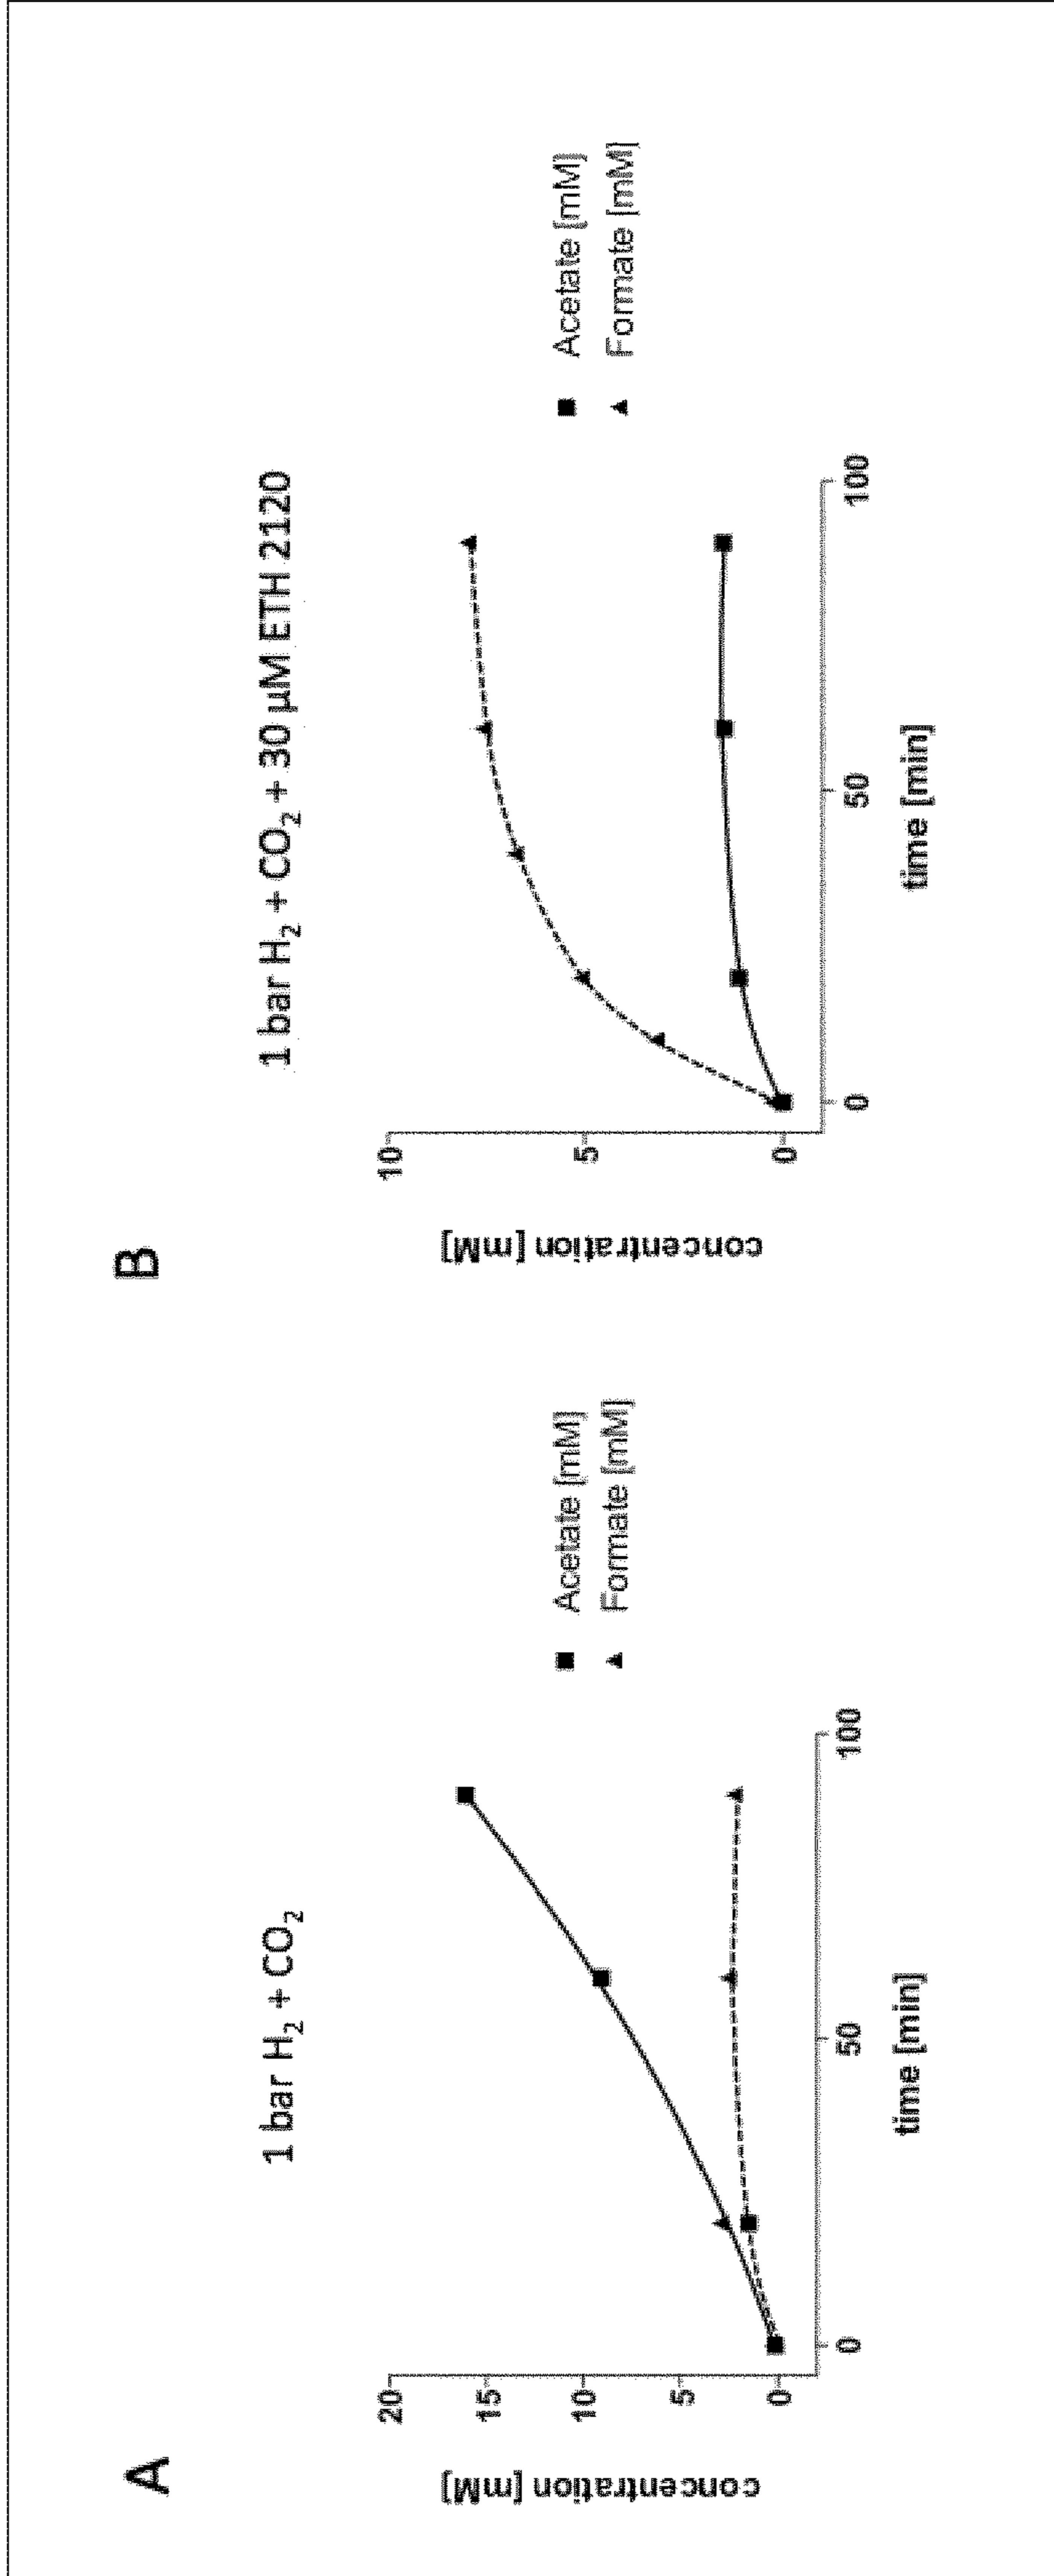 A
1 bar H₂ + CO₂
concentration [mM]
20
15
10
5
0
0
50
100
time [min]
Acetate [mM]
Formate [mM]
B
1 bar H₂ + CO₂ + 30 µM ETH 2120
concentration [mM]
10
5
0
0
50
100
time [min]
Acetate [mM]
Formate [mM]